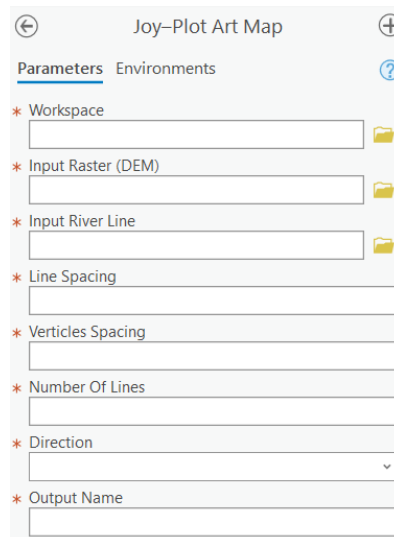 Joy–Plot Art Map
Parameters Environments
?
* Workspace
* Input Raster (DEM)
* Input River Line
* Line Spacing
* Verticles Spacing
* Number Of Lines
* Direction
* Output Name